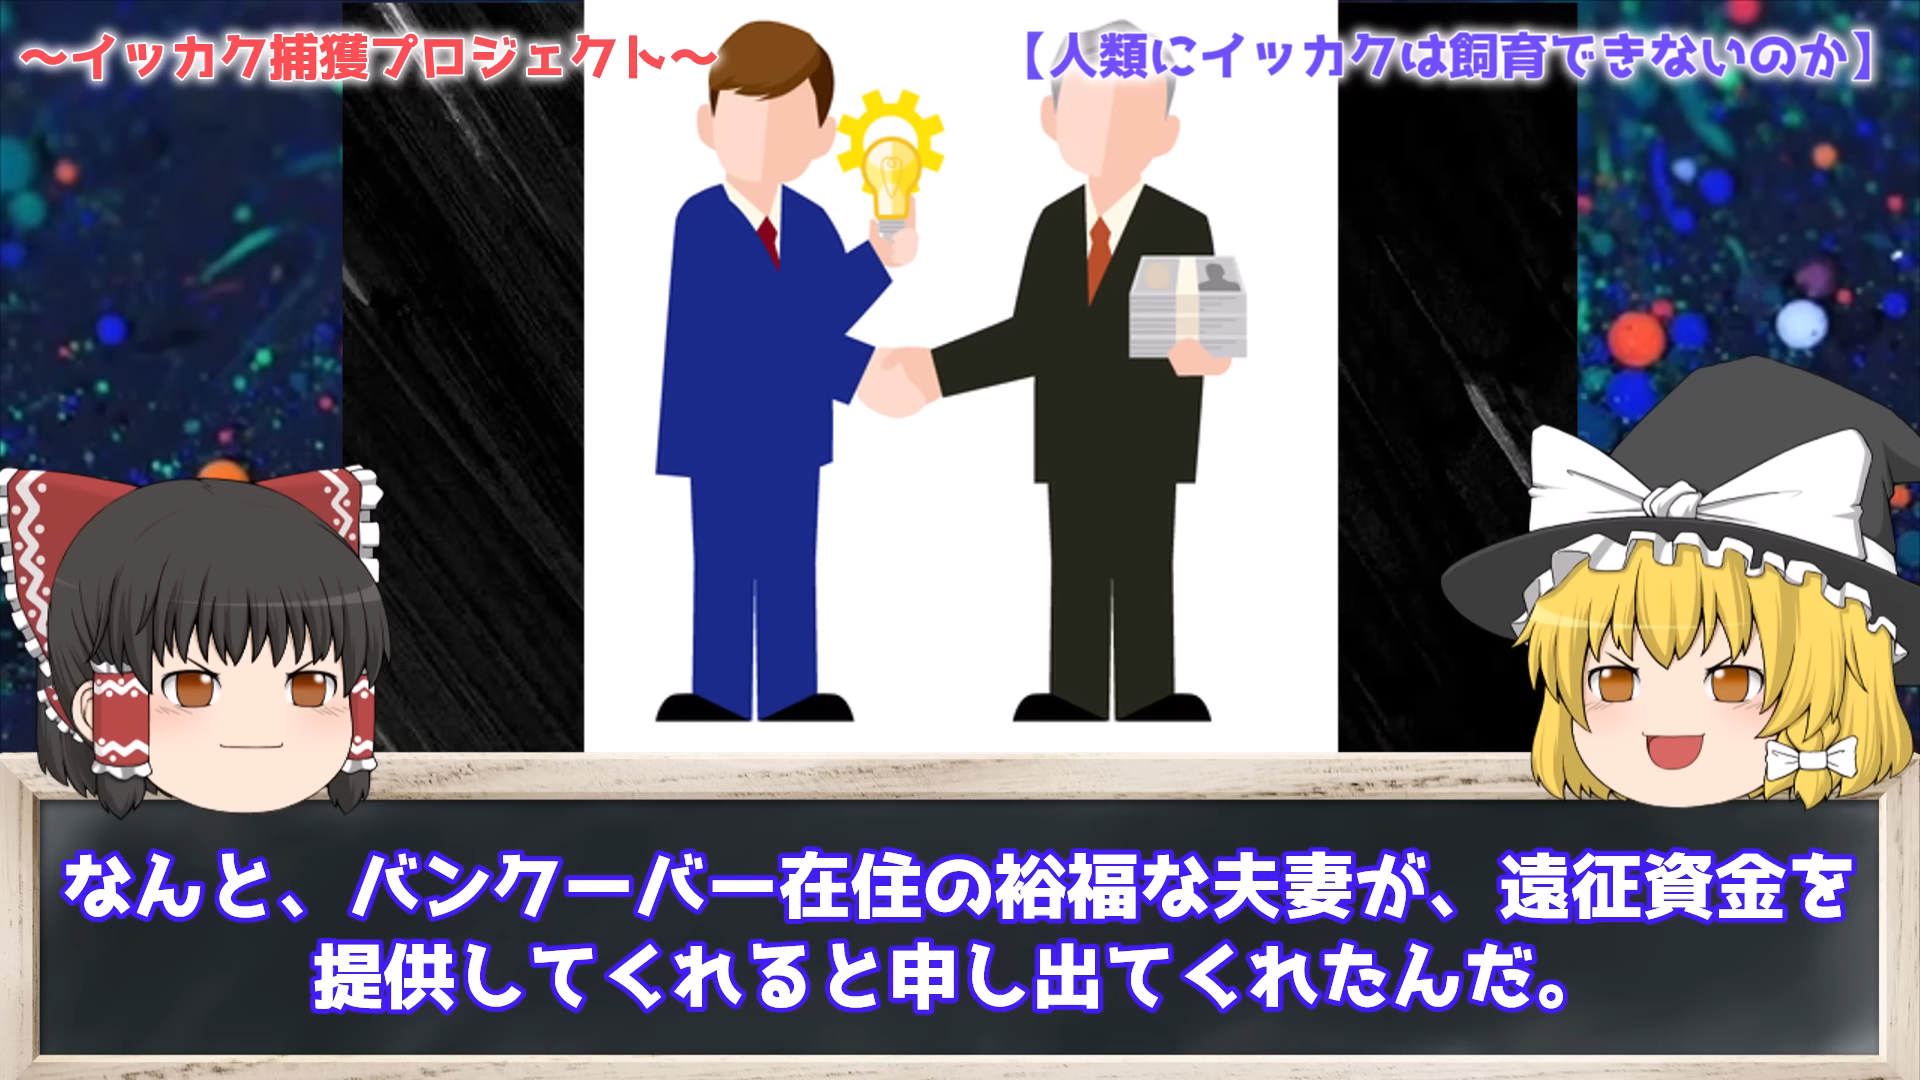 ～イッカク捕獲プロジェクト～
【人類にイッカクは飼育できないのか】
なんと、バンクーバー在住の裕福な夫妻が、遠征資金を
提供してくれると申し出てくれたんだ。